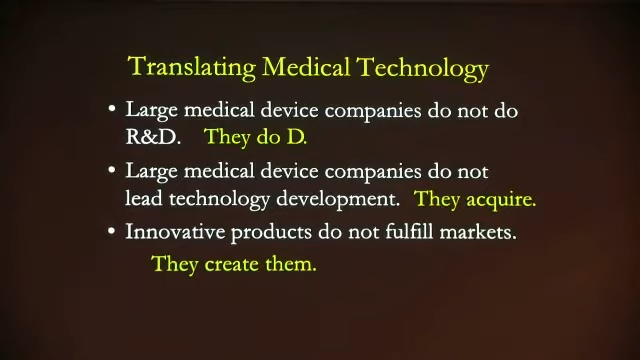 Translating Medical Technology
• Large medical device companies do not do
R&D. They do D.
• Large medical device companies do not
lead technology development. They acquire.
• Innovative products do not fulfill markets.
They create them.